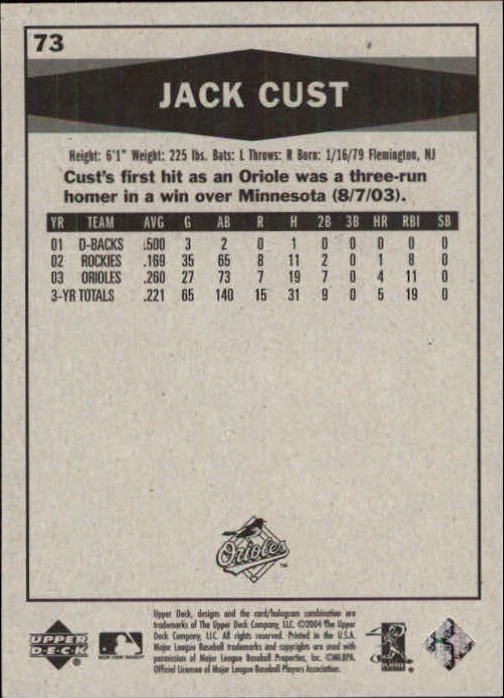 73
JACK CUST
Height: 6'1" Weight: 225 lbs. Bats: L Throws: R Born: 1/16/79 Flemington, NJ
Cust's first hit as an Oriole was a three-run
homer in a win over Minnesota (8/7/03).
YR TEAM AVG G AB R H 2B 3B HR RBI SB
01 D-BACKS .500 3 2 0 1 0 0 0 0 0
02 ROCKIES .169 35 65 8 11 2 0 1 8 0
03 ORIOLES .260 27 73 7 19 7 0 4 11 0
3-YR TOTALS .221 65 140 15 31 9 0 5 19 0
Orioles
™
Upper Deck, designs and the card/hologram combination are
trademarks of The Upper Deck Company, LLC. ©2004 The Upper
Deck Company, LLC. All rights reserved. Printed in the U.S.A.
Major League Baseball trademarks and copyrights are used with
permission of Major League Baseball Properties, Inc. ©MLBPA,
Official Licensee of Major League Baseball Players Association.
UPPER
DECK